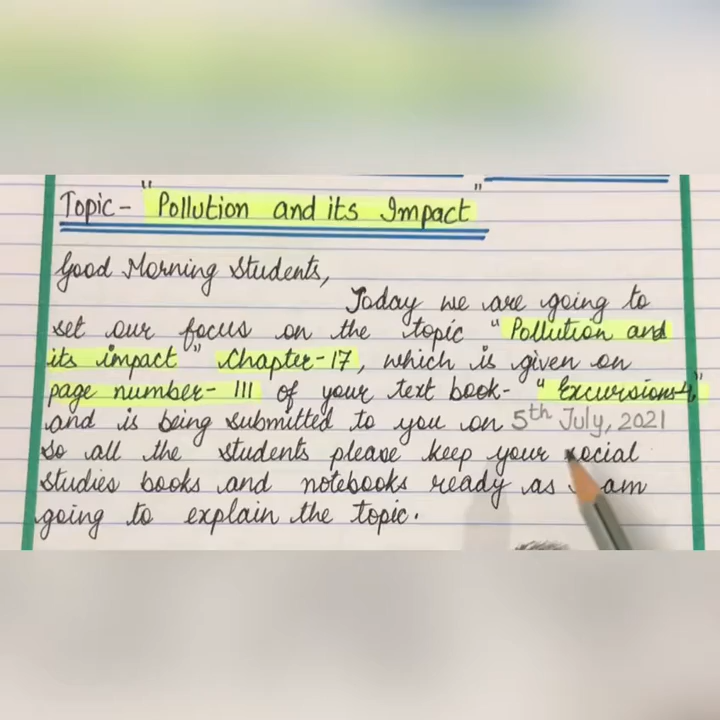 Topic- "Pollution and its Impact"
Good Morning Students,
Today we are going to
set our focus on the topic "Pollution and
its impact" Chapter-17, which is given on
page number- 111 of your text book- "Excursions-4"
and is being submitted to you on 5th July, 2021
so all the students please keep your social
studies books and notebooks ready as I am
going to explain the topic.